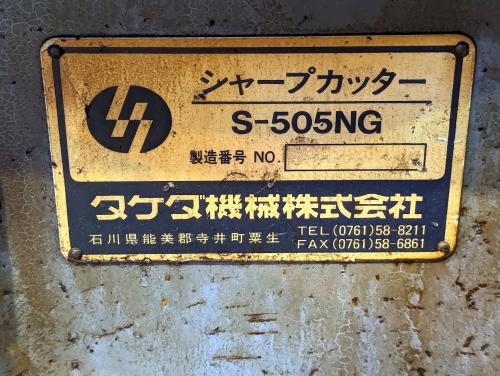 シャープカッター
S-505NG
製造番号 NO.
タケダ機械株式会社
石川県能美郡寺井町粟生
TEL(0761)58-8211
FAX(0761)58-6861